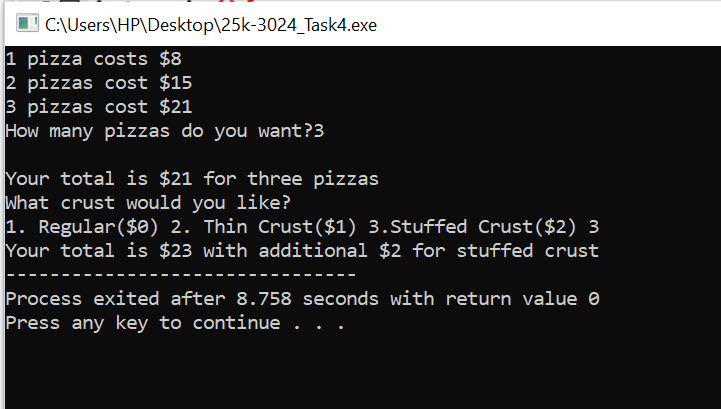 C:\Users\HP\Desktop\25k-3024_Task4.exe
1 pizza costs $8
2 pizzas cost $15
3 pizzas cost $21
How many pizzas do you want?3
Your total is $21 for three pizzas
What crust would you like?
1. Regular($0) 2. Thin Crust($1) 3.Stuffed Crust($2) 3
Your total is $23 with additional $2 for stuffed crust
--------------------------------
Process exited after 8.758 seconds with return value 0
Press any key to continue . . .